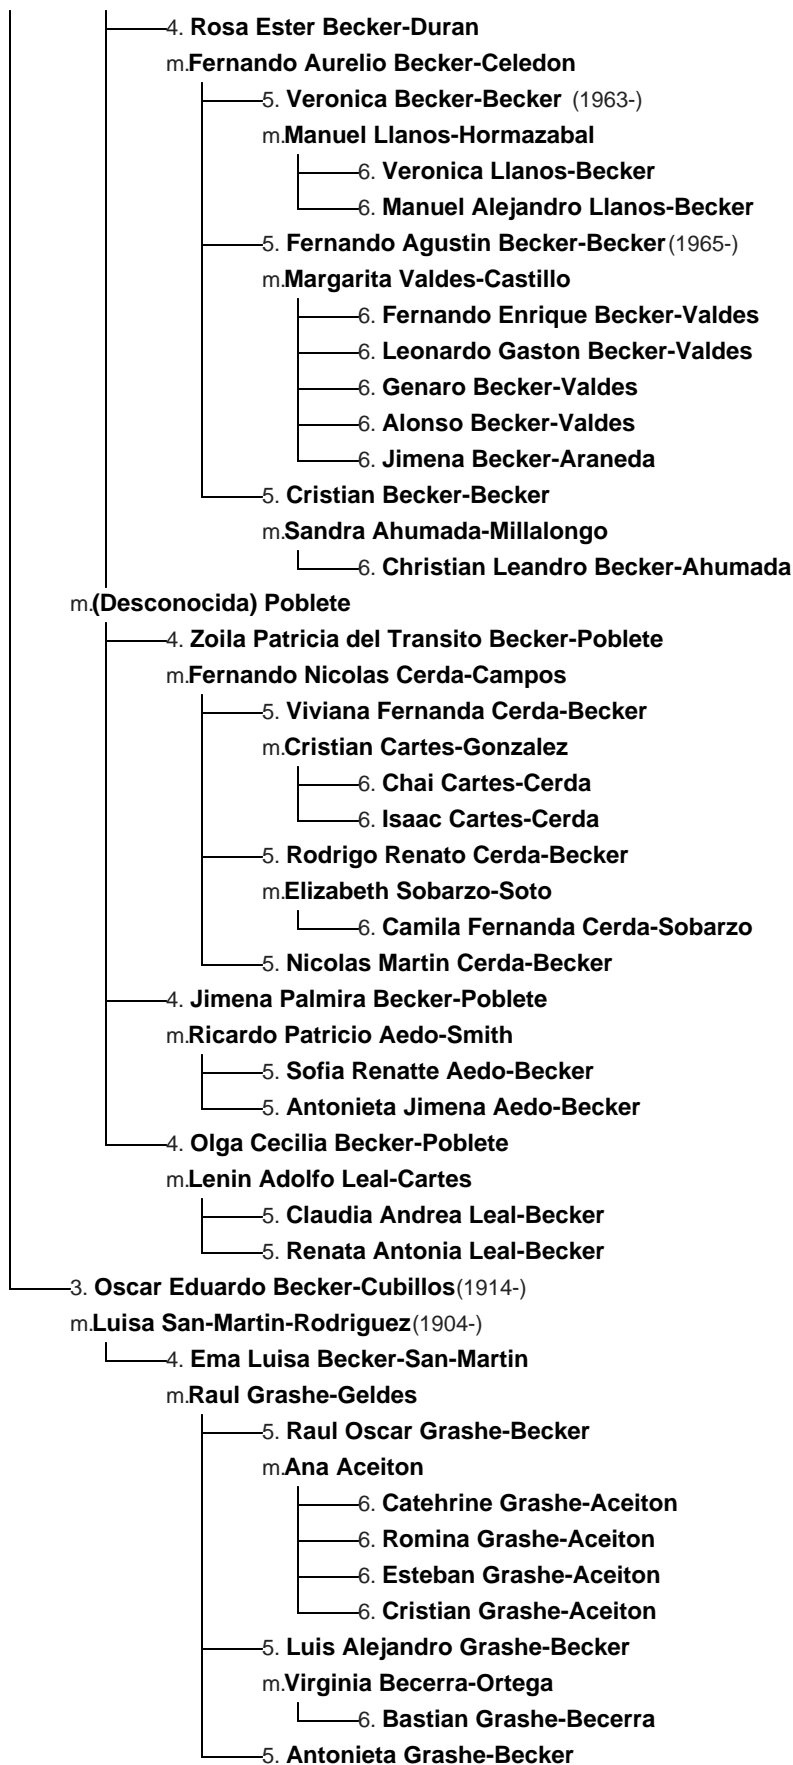 4. Rosa Ester Becker-Duran
m.Fernando Aurelio Becker-Celedon
5. Veronica Becker-Becker (1963-)
m.Manuel Llanos-Hormazabal
6. Veronica Llanos-Becker
6. Manuel Alejandro Llanos-Becker
5. Fernando Agustin Becker-Becker(1965-)
m.Margarita Valdes-Castillo
6. Fernando Enrique Becker-Valdes
6. Leonardo Gaston Becker-Valdes
6. Genaro Becker-Valdes
6. Alonso Becker-Valdes
6. Jimena Becker-Araneda
5. Cristian Becker-Becker
m.Sandra Ahumada-Millalongo
6. Christian Leandro Becker-Ahumada
m.(Desconocida) Poblete
4. Zoila Patricia del Transito Becker-Poblete
m.Fernando Nicolas Cerda-Campos
5. Viviana Fernanda Cerda-Becker
m.Cristian Cartes-Gonzalez
6. Chai Cartes-Cerda
6. Isaac Cartes-Cerda
5. Rodrigo Renato Cerda-Becker
m.Elizabeth Sobarzo-Soto
6. Camila Fernanda Cerda-Sobarzo
5. Nicolas Martin Cerda-Becker
4. Jimena Palmira Becker-Poblete
m.Ricardo Patricio Aedo-Smith
5. Sofia Renatte Aedo-Becker
5. Antonieta Jimena Aedo-Becker
4. Olga Cecilia Becker-Poblete
m.Lenin Adolfo Leal-Cartes
5. Claudia Andrea Leal-Becker
5. Renata Antonia Leal-Becker
3. Oscar Eduardo Becker-Cubillos(1914-)
m.Luisa San-Martin-Rodriguez(1904-)
4. Ema Luisa Becker-San-Martin
m.Raul Grashe-Geldes
5. Raul Oscar Grashe-Becker
m.Ana Aceiton
6. Catehrine Grashe-Aceiton
6. Romina Grashe-Aceiton
6. Esteban Grashe-Aceiton
6. Cristian Grashe-Aceiton
5. Luis Alejandro Grashe-Becker
m.Virginia Becerra-Ortega
6. Bastian Grashe-Becerra
5. Antonieta Grashe-Becker